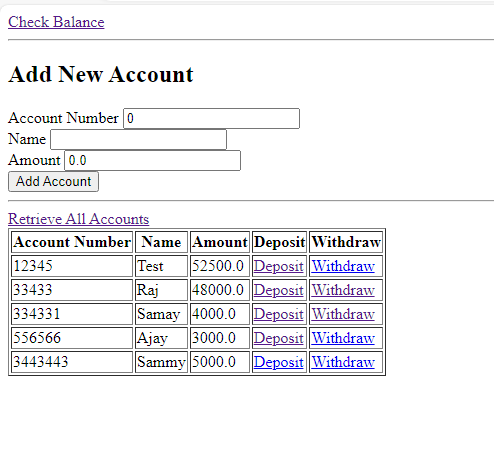 Check Balance
Add New Account
Account Number 0
Name
Amount 0.0
Add Account
Retrieve All Accounts
Account Number Name Amount Deposit Withdraw
12345 Test 52500.0 Deposit Withdraw
33433 Raj 48000.0 Deposit Withdraw
334331 Samay 4000.0 Deposit Withdraw
556566 Ajay 3000.0 Deposit Withdraw
3443443 Sammy 5000.0 Deposit Withdraw